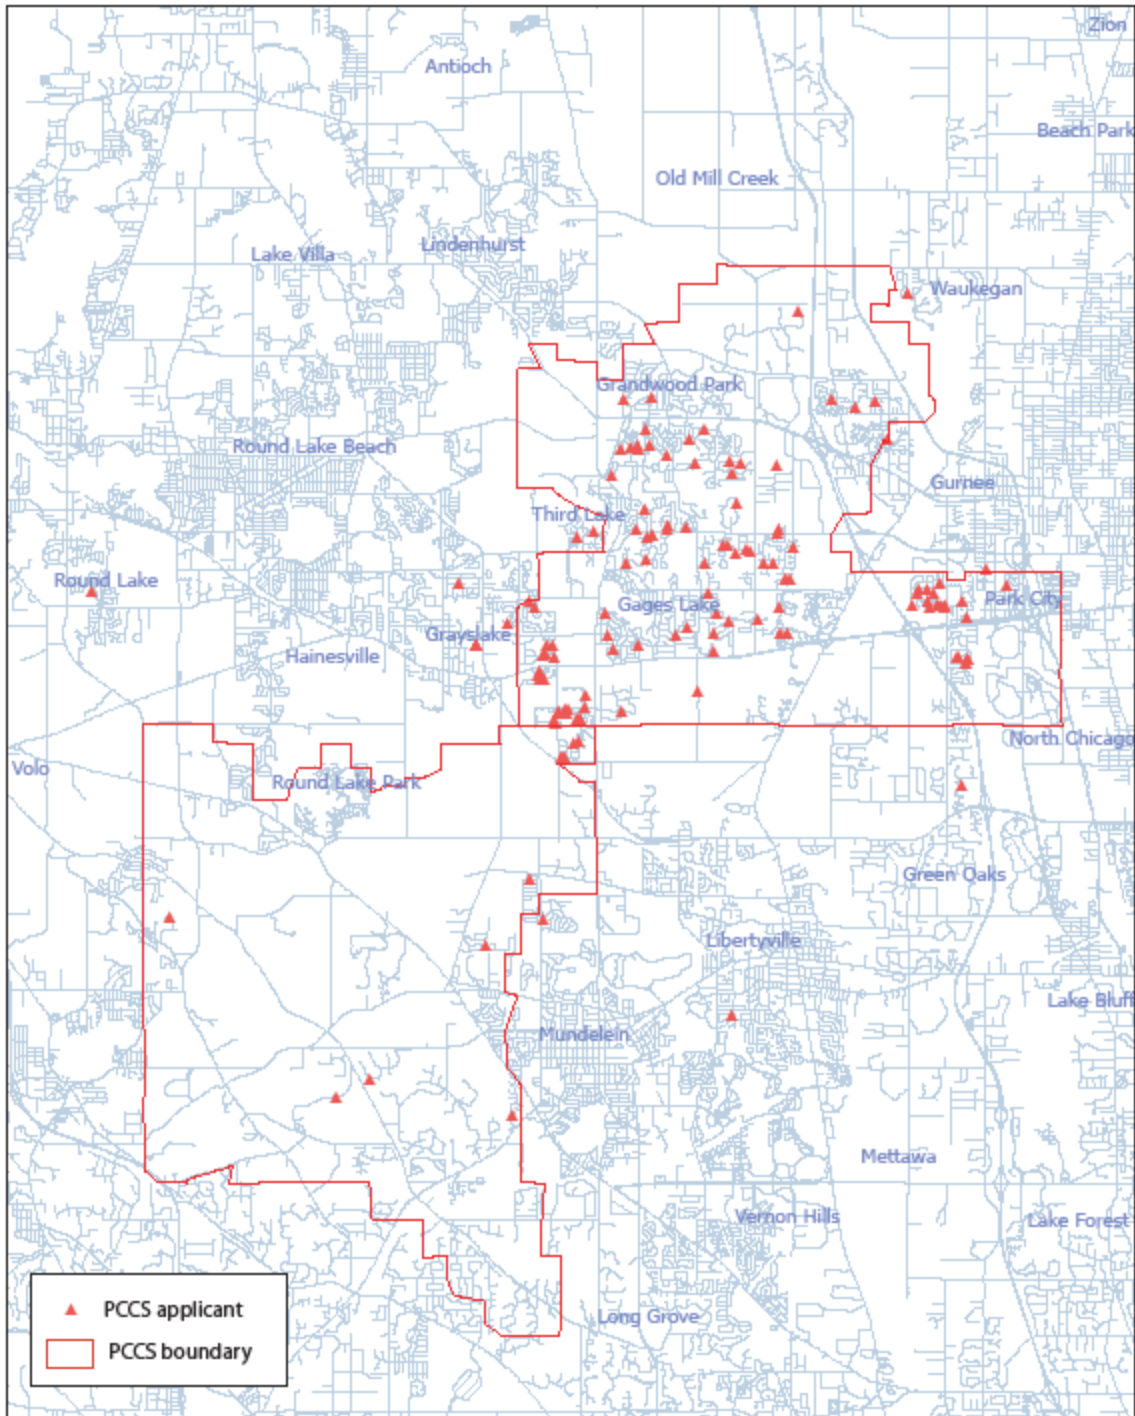 Zion
Antioch
Beach Park
Old Mill Creek
Lindenhurst
Lake Villa
Waukegan
Grandwood Park
Round Lake Beach
Gurnee
Third Lake
Round Lake
Gages Lake
Park City
Grayslake
Hainesville
North Chicago
Volo
Round Lake Park
Green Oaks
Libertyville
Lake Bluff
Mundelein
Mettawa
Vernon Hills
Lake Forest
Long Grove
PCCS applicant
PCCS boundary